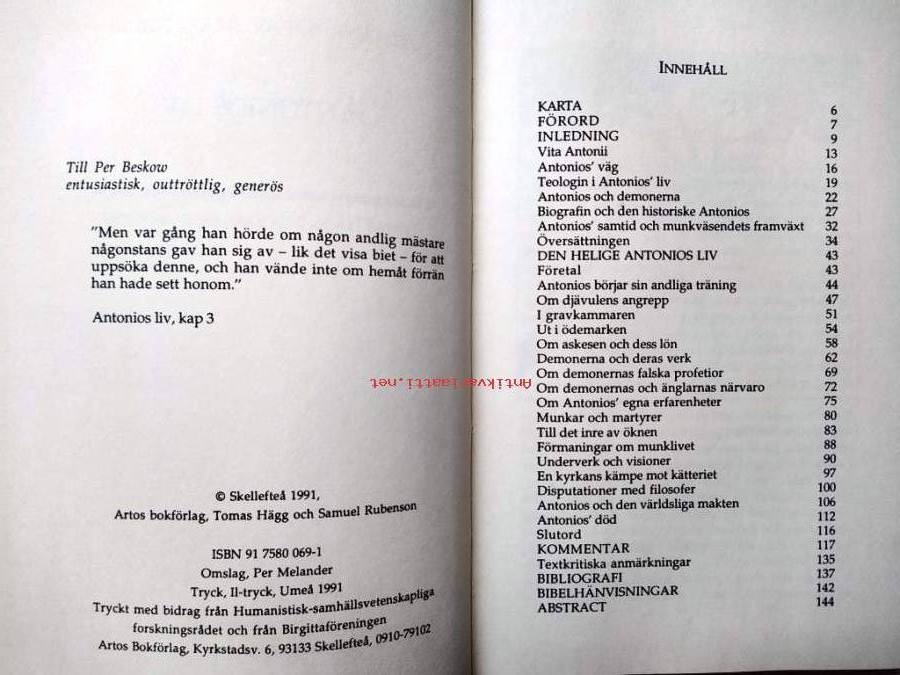 Till Per Beskow
entusiastisk, outtröttlig, generös
"Men var gång han hörde om någon andlig mästare
någonstans gav han sig av – lik det visa biet – för att
uppsöka denne, och han vände inte om hemåt förrän
han hade sett honom."
Antonios liv, kap 3
© Skellefteå 1991,
Artos bokförlag, Tomas Hägg och Samuel Rubenson
ISBN 91 7580 069-1
Omslag, Per Melander
Tryck, Il-tryck, Umeå 1991
Tryckt med bidrag från Humanistisk-samhällsvetenskapliga
forskningsrådet och från Birgittaföreningen
Artos Bokförlag, Kyrkstadsv. 6, 93133 Skellefteå, 0910-79102
INNEHÅLL
KARTA 6
FÖRORD 7
INLEDNING 9
Vita Antonii 13
Antonios' väg 16
Teologin i Antonios' liv 19
Antonios och demonerna 22
Biografin och den historiske Antonios 27
Antonios' samtid och munkväsendets framväxt 32
Översättningen 34
DEN HELIGE ANTONIOS LIV 43
Företal 43
Antonios börjar sin andliga träning 44
Om djävulens angrepp 47
I gravkammaren 51
Ut i ödemarken 54
Om askesen och dess lön 58
Demonerna och deras verk 62
Om demonernas falska profetior 69
Om demonernas och änglarnas närvaro 72
Om Antonios' egna erfarenheter 75
Munkar och martyrer 80
Till det inre av öknen 83
Förmaningar om munklivet 88
Underverk och visioner 90
En kyrkans kämpe mot kätteriet 97
Disputationer med filosofer 100
Antonios och den världsliga makten 106
Antonios' död 112
Slutord 116
KOMMENTAR 117
Textkritiska anmärkningar 135
BIBLIOGRAFI 137
BIBELHÄNVISNINGAR 142
ABSTRACT 144
Antikvariaatti.net